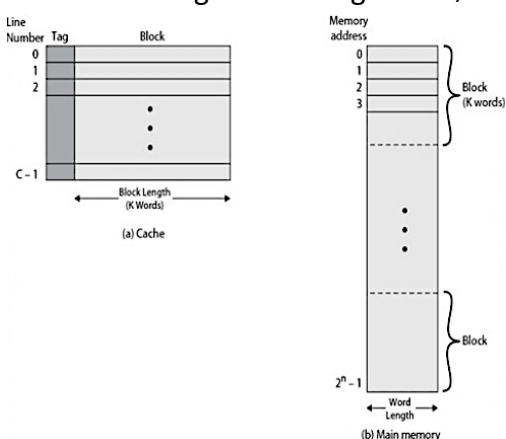 Line
Number Tag Block
0
1
2
C – 1
Block Length
(K Words)
(a) Cache
Memory
address
0
1
2
3
Block
(K words)
Block
2ⁿ – 1
Word
Length
(b) Main memory